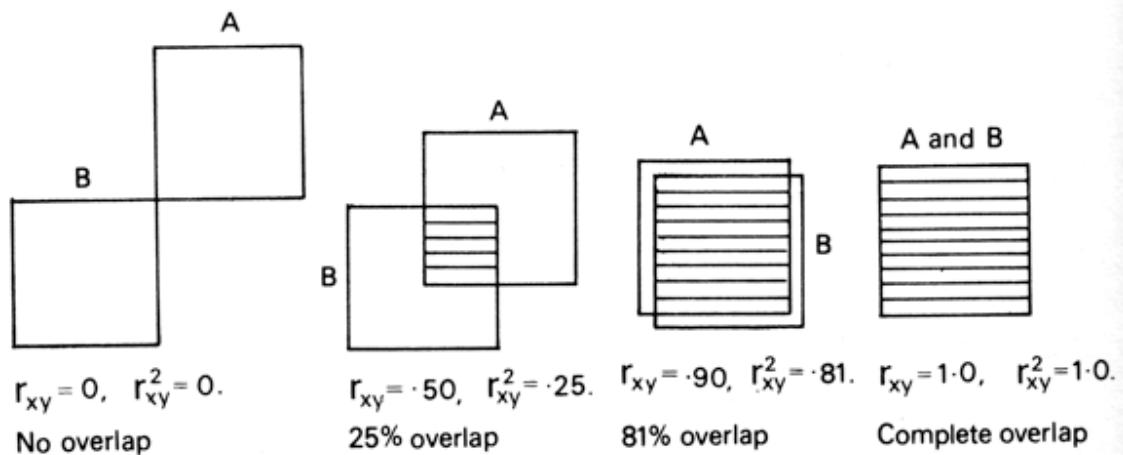 A
B
r_xy = 0, r²_xy = 0.
No overlap
A
B
r_xy = ·50, r²_xy = ·25.
25% overlap
A
B
r_xy = ·90, r²_xy = ·81.
81% overlap
A and B
r_xy = 1·0, r²_xy = 1·0.
Complete overlap